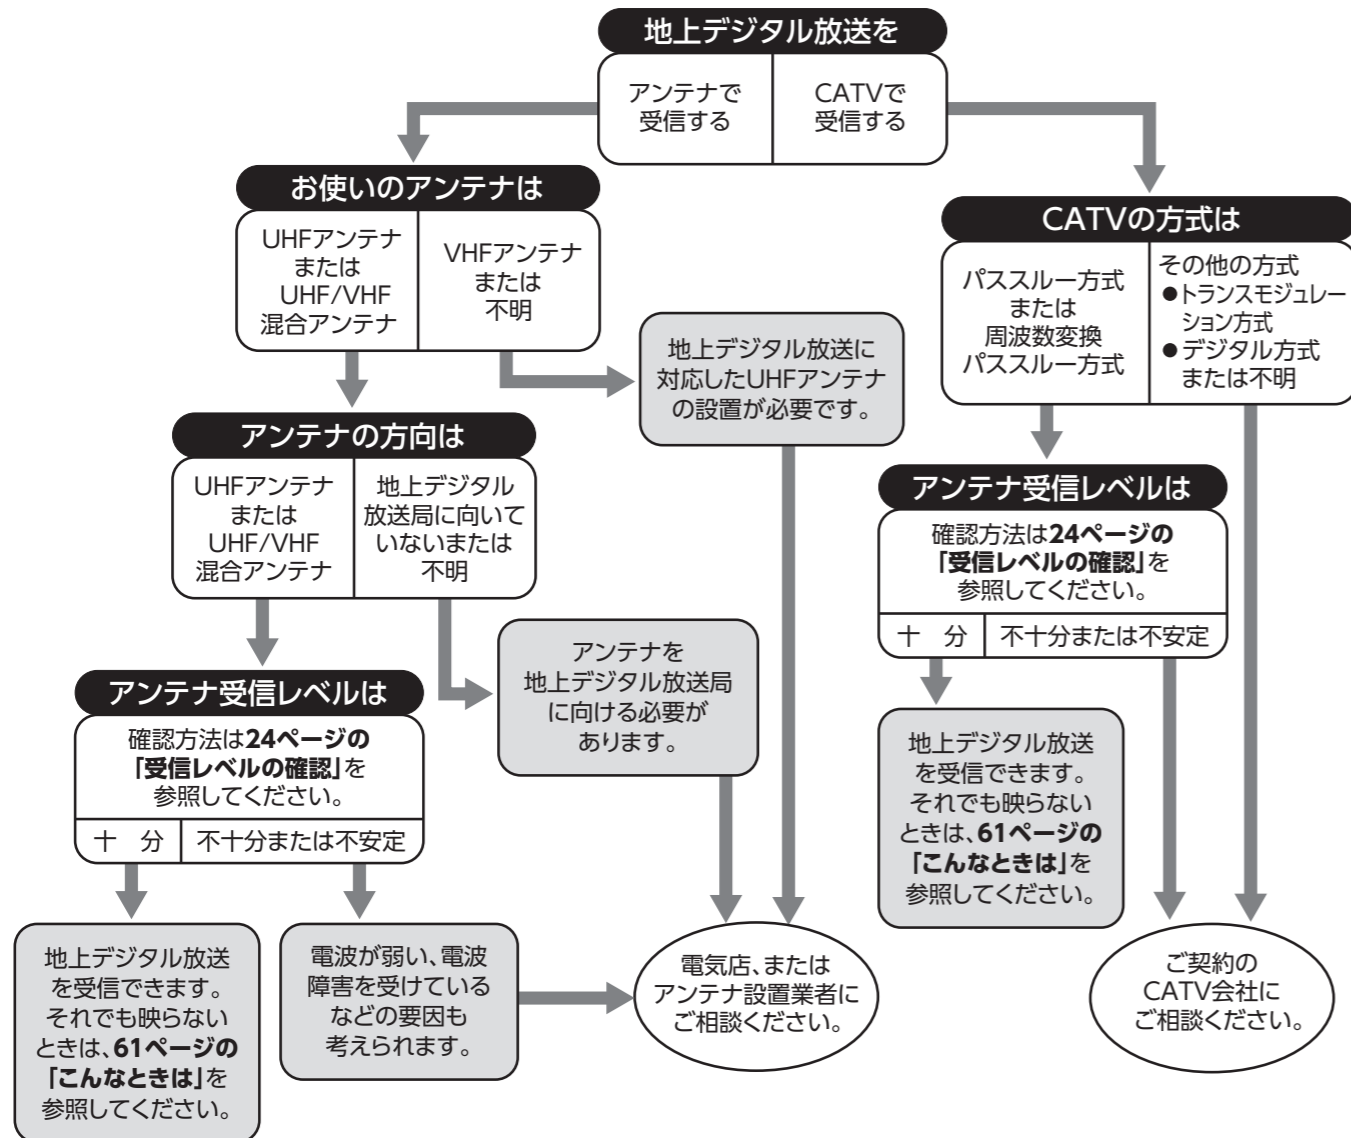 地上デジタル放送を
アンテナで
受信する
CATVで
受信する
お使いのアンテナは
UHFアンテナ
または
UHF/VHF
混合アンテナ
VHFアンテナ
または
不明
地上デジタル放送に
対応したUHFアンテナ
の設置が必要です。
アンテナの方向は
UHFアンテナ
または
UHF/VHF
混合アンテナ
地上デジタル
放送局に向いて
いないまたは
不明
アンテナを
地上デジタル放送局
に向ける必要が
あります。
アンテナ受信レベルは
確認方法は24ページの
「受信レベルの確認」を
参照してください。
十 分
不十分または不安定
地上デジタル放送
を受信できます。
それでも映らない
ときは、61ページの
「こんなときは」を
参照してください。
電波が弱い、電波
障害を受けている
などの要因も
考えられます。
電気店、または
アンテナ設置業者に
ご相談ください。
CATVの方式は
パススルー方式
または
周波数変換
パススルー方式
その他の方式
●トランスモジュレー
ション方式
●デジタル方式
または不明
アンテナ受信レベルは
確認方法は24ページの
「受信レベルの確認」を
参照してください。
十 分
不十分または不安定
地上デジタル放送
を受信できます。
それでも映らない
ときは、61ページの
「こんなときは」を
参照してください。
ご契約の
CATV会社に
ご相談ください。